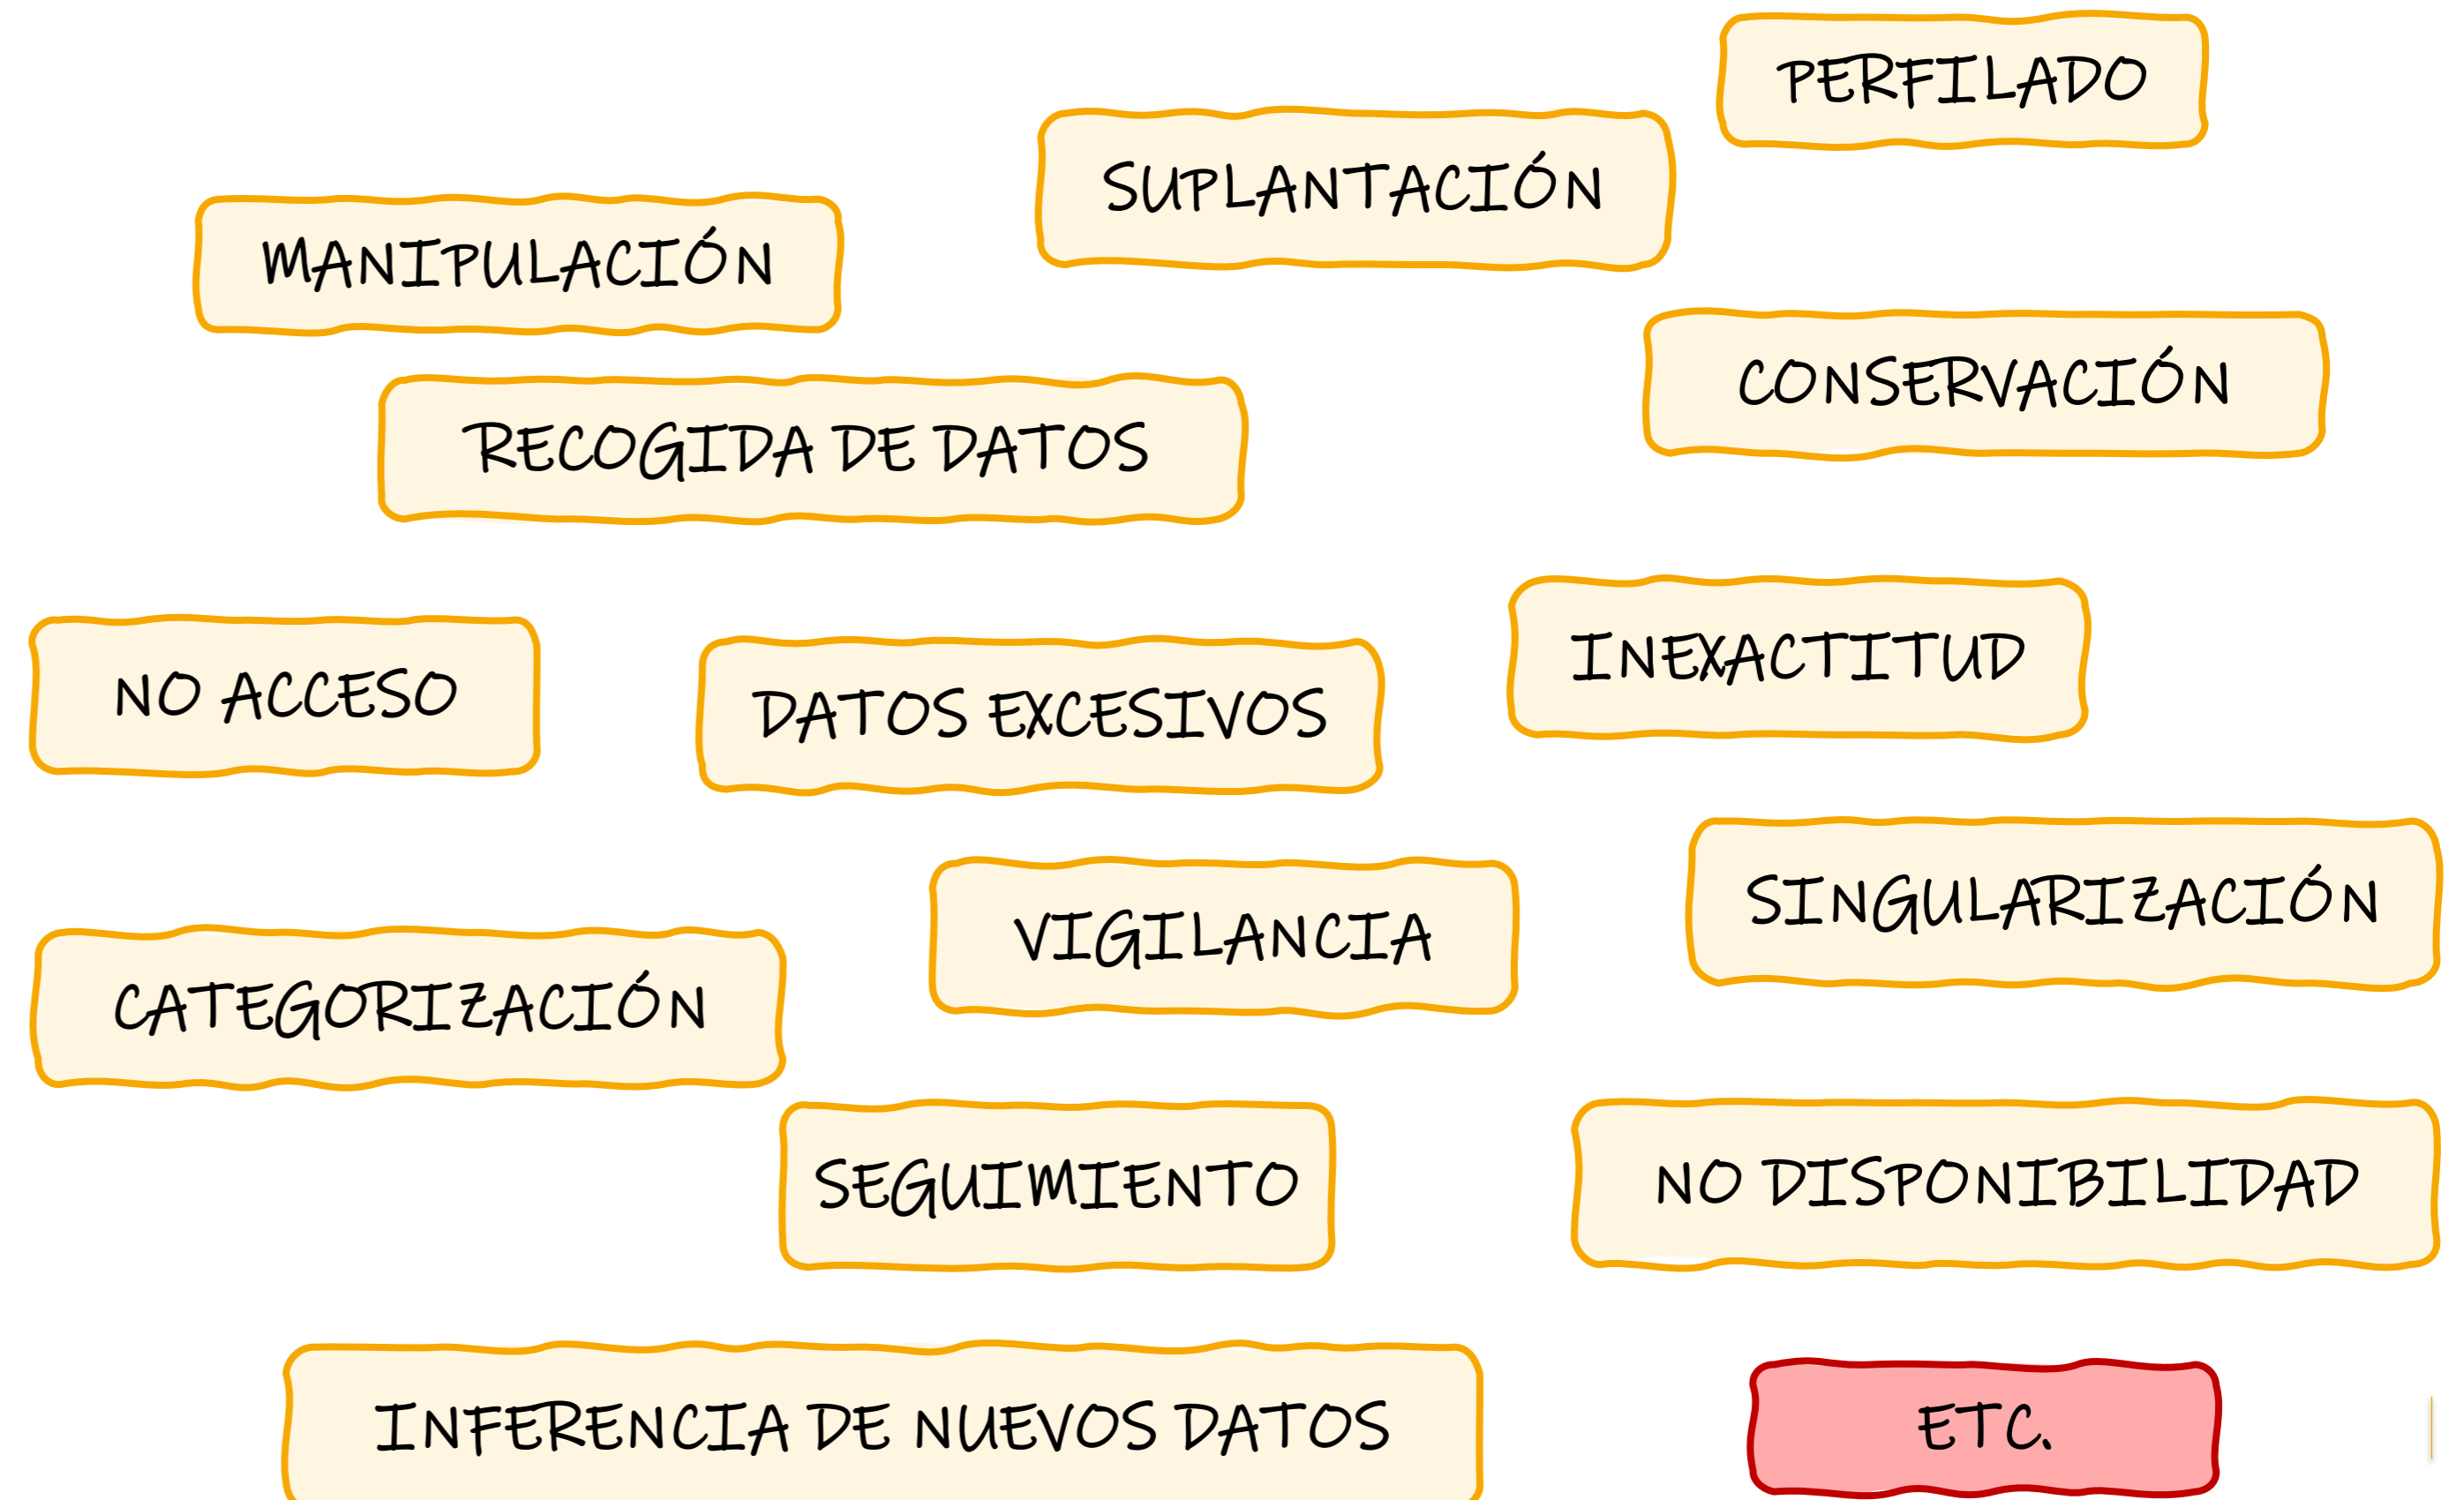 PERFILADO
SUPLANTACIÓN
MANIPULACIÓN
CONSERVACIÓN
RECOGIDA DE DATOS
INEXACTITUD
NO ACCESO
DATOS EXCESIVOS
SINGULARIZACIÓN
VIGILANCIA
CATEGORIZACIÓN
SEGUIMIENTO
NO DISPONIBILIDAD
INFERENCIA DE NUEVOS DATOS
ETC.